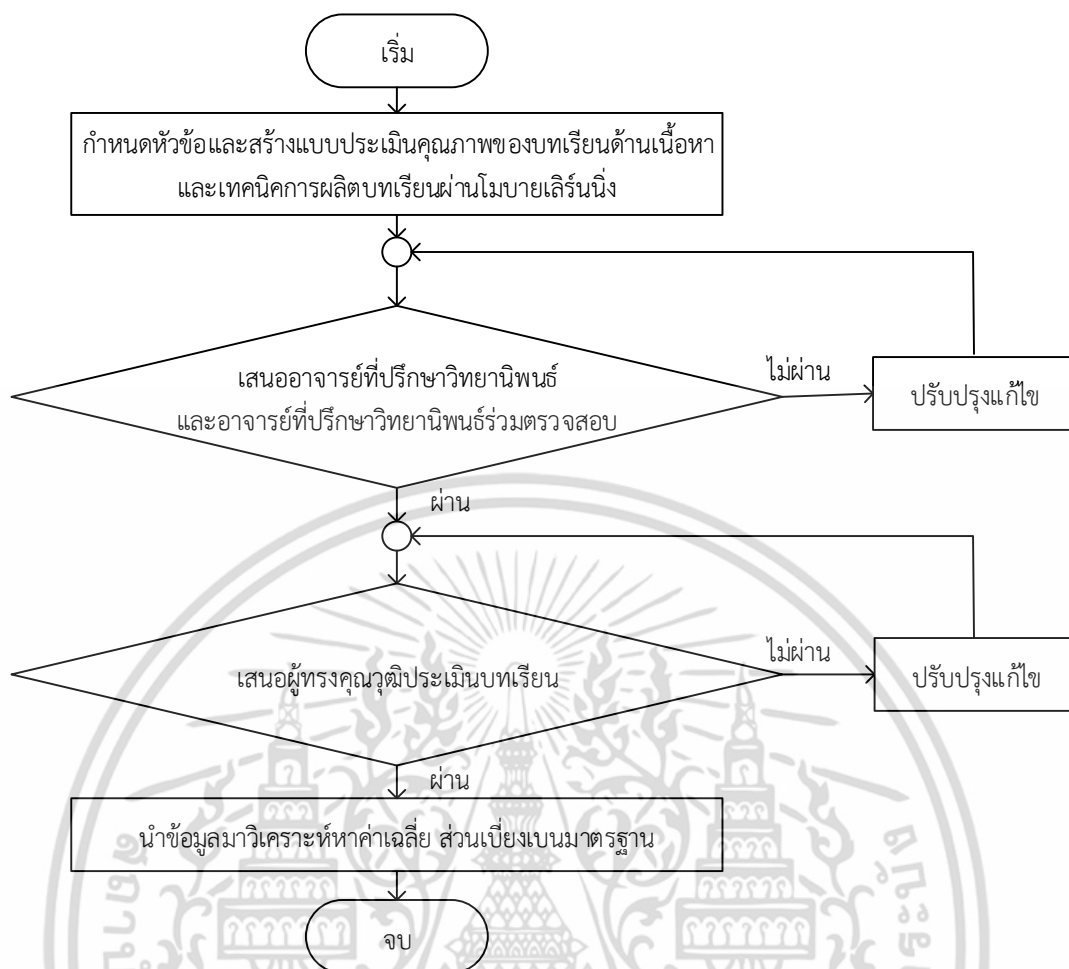 เริ่ม
กำหนดหัวข้อและสร้างแบบประเมินคุณภาพของบทเรียนด้านเนื้อหา
และเทคนิคการผลิตบทเรียนผ่านโมบายเลิร์นนิ่ง
เสนออาจารย์ที่ปรึกษาวิทยานิพนธ์
และอาจารย์ที่ปรึกษาวิทยานิพนธ์ร่วมตรวจสอบ
ไม่ผ่าน
ปรับปรุงแก้ไข
ผ่าน
เสนอผู้ทรงคุณวุฒิประเมินบทเรียน
ไม่ผ่าน
ปรับปรุงแก้ไข
ผ่าน
นำข้อมูลมาวิเคราะห์หาค่าเฉลี่ย ส่วนเบี่ยงเบนมาตรฐาน
จบ